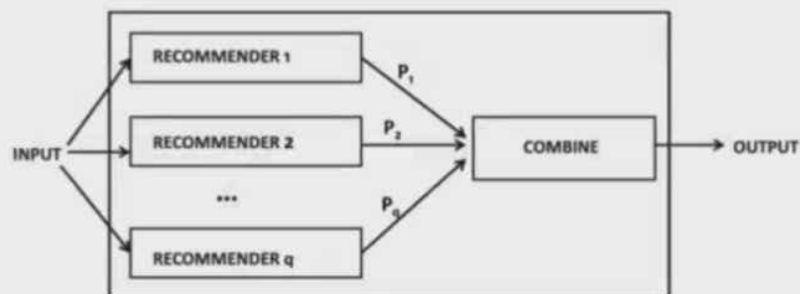 RECOMMENDER 1
P1
RECOMMENDER 2
P2
INPUT
COMBINE
OUTPUT
...
Pq
RECOMMENDER q